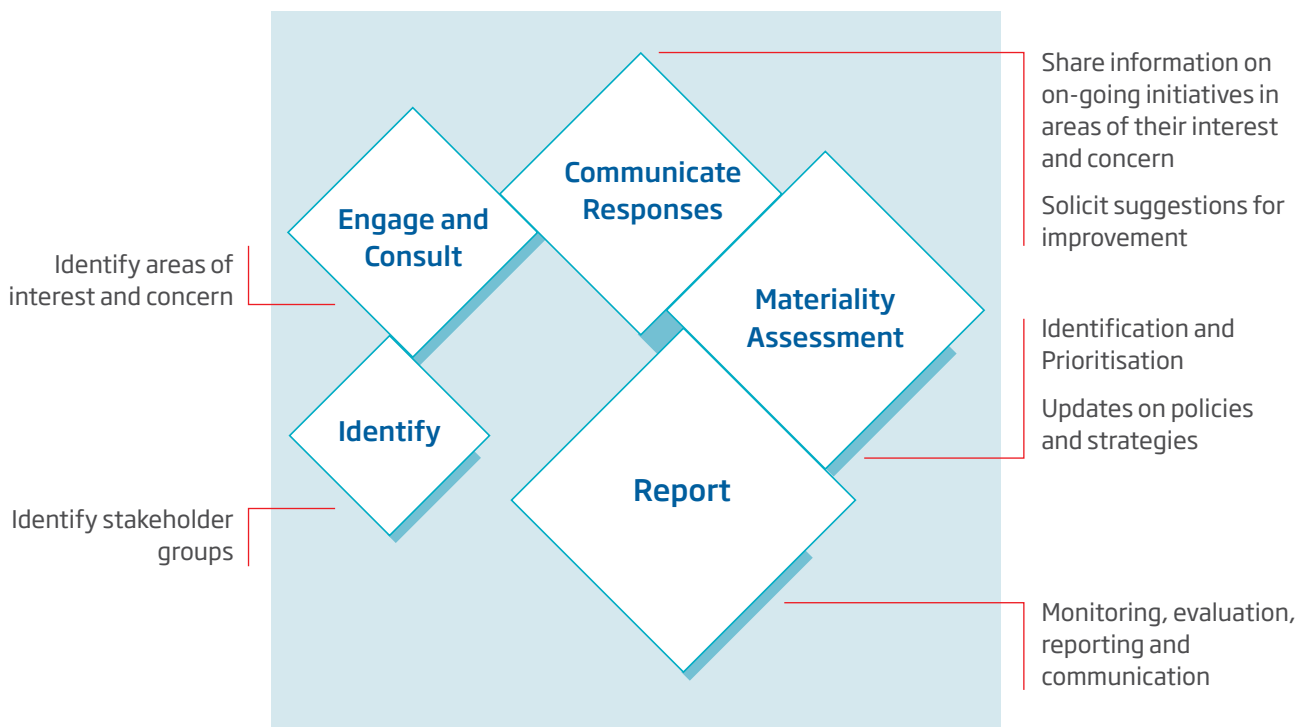 Share information on
on-going initiatives in
areas of their interest
and concern
Solicit suggestions for
improvement
Communicate
Responses
Engage and
Consult
Identify areas of
interest and concern
Materiality
Assessment
Identification and
Prioritisation
Updates on policies
and strategies
Identify
Report
Identify stakeholder
groups
Monitoring, evaluation,
reporting and
communication